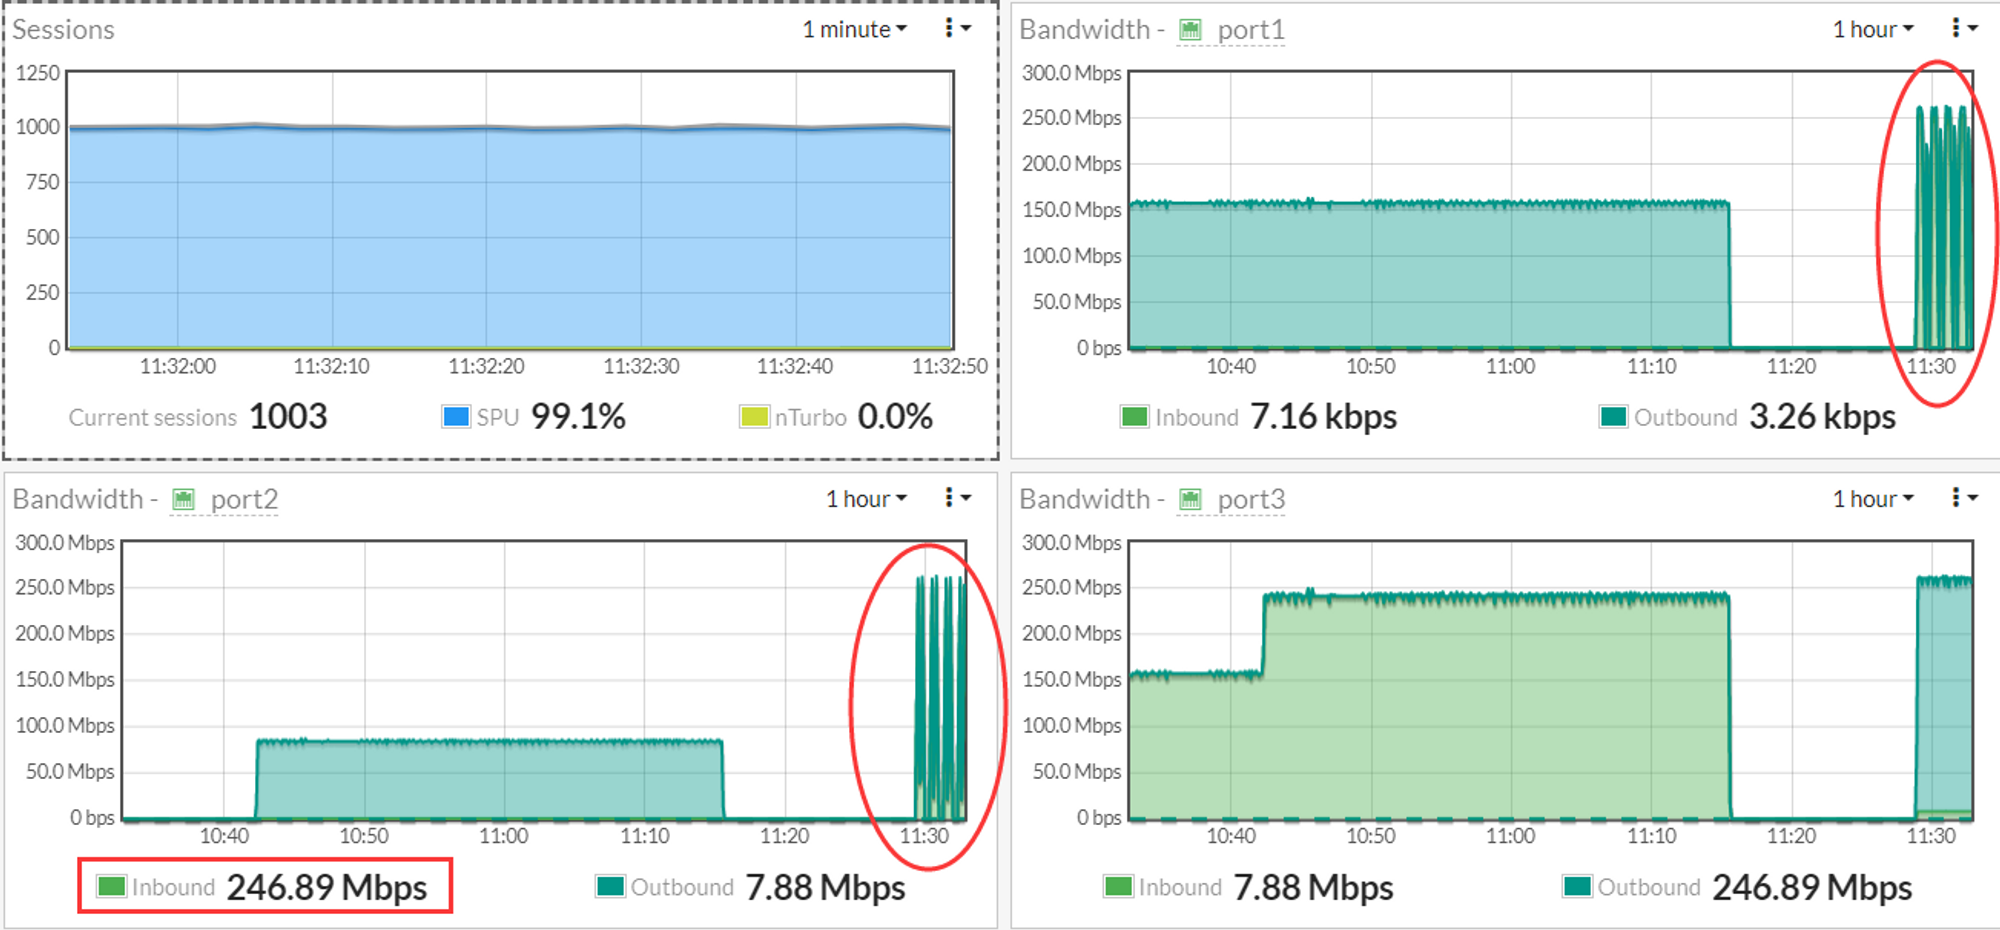 Sessions
1 minute
1250
1000
750
500
250
0
11:32:00 11:32:10 11:32:20 11:32:30 11:32:40 11:32:50
Current sessions 1003 SPU 99.1% nTurbo 0.0%
Bandwidth - port1
1 hour
300.0 Mbps
250.0 Mbps
200.0 Mbps
150.0 Mbps
100.0 Mbps
50.0 Mbps
0 bps
10:40 10:50 11:00 11:10 11:20 11:30
Inbound 7.16 kbps Outbound 3.26 kbps
Bandwidth - port2
1 hour
300.0 Mbps
250.0 Mbps
200.0 Mbps
150.0 Mbps
100.0 Mbps
50.0 Mbps
0 bps
10:40 10:50 11:00 11:10 11:20 11:30
Inbound 246.89 Mbps Outbound 7.88 Mbps
Bandwidth - port3
1 hour
300.0 Mbps
250.0 Mbps
200.0 Mbps
150.0 Mbps
100.0 Mbps
50.0 Mbps
0 bps
10:40 10:50 11:00 11:10 11:20 11:30
Inbound 7.88 Mbps Outbound 246.89 Mbps